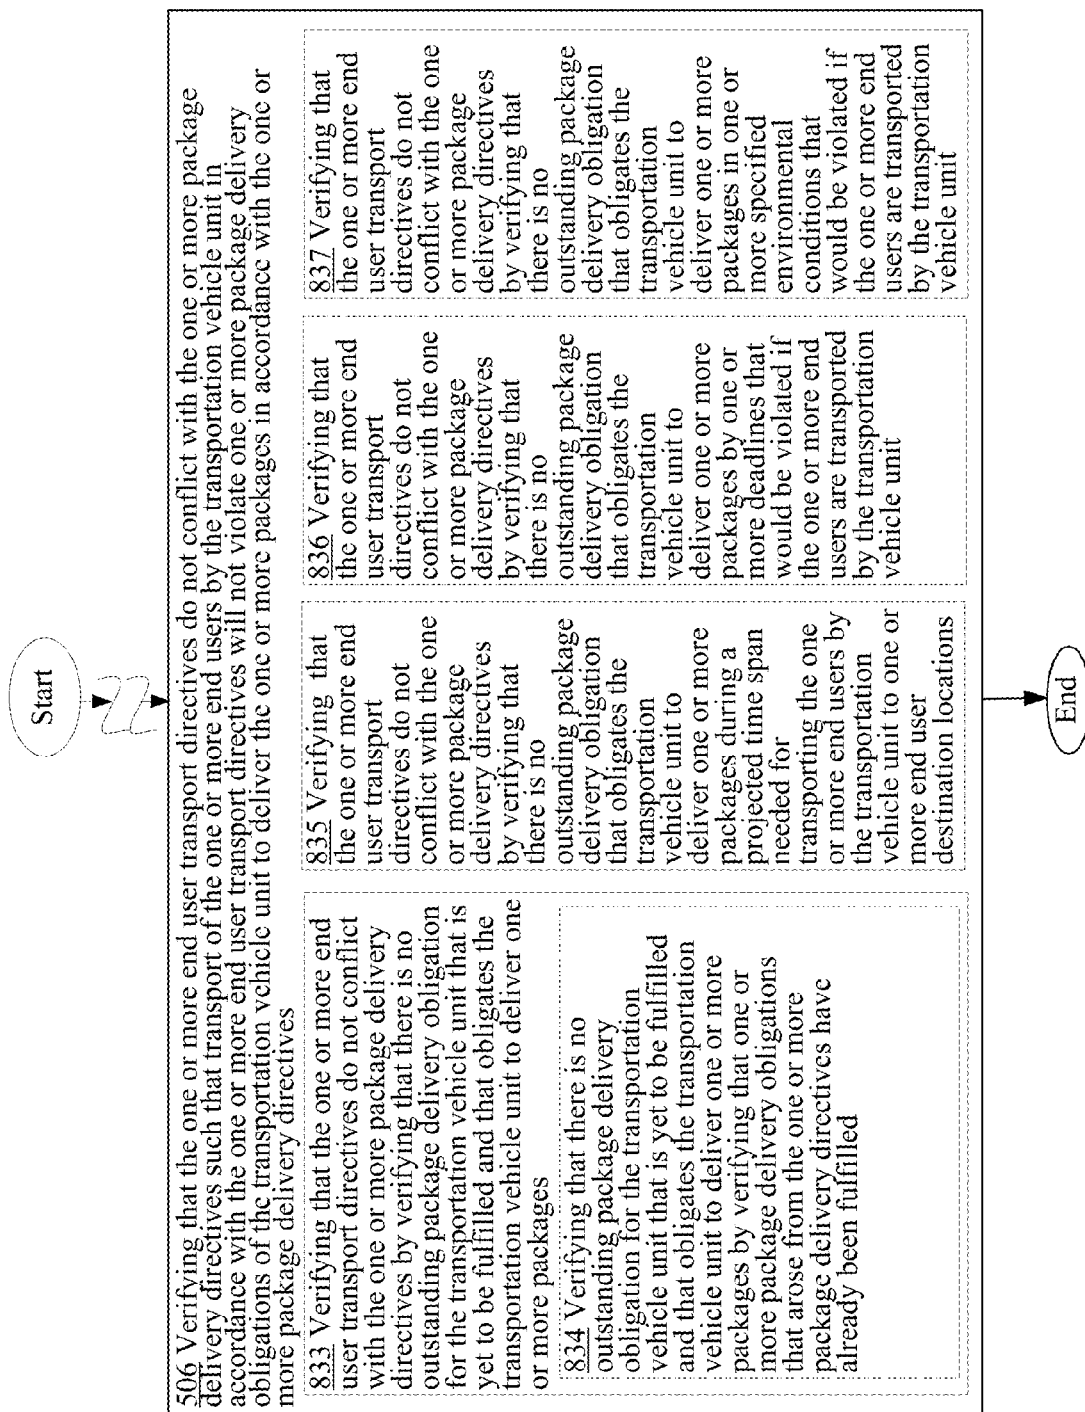 Start
506 Verifying that the one or more end user transport directives do not conflict with the one or more package
delivery directives such that transport of the one or more end users by the transportation vehicle unit in
accordance with the one or more end user transport directives will not violate one or more package delivery
obligations of the transportation vehicle unit to deliver the one or more packages in accordance with the one or
more package delivery directives
833 Verifying that the one or more end
user transport directives do not conflict
with the one or more package delivery
directives by verifying that there is no
outstanding package delivery obligation
for the transportation vehicle unit that is
yet to be fulfilled and that obligates the
transportation vehicle unit to deliver one
or more packages
834 Verifying that there is no
outstanding package delivery
obligation for the transportation
vehicle unit that is yet to be fulfilled
and that obligates the transportation
vehicle unit to deliver one or more
packages by verifying that one or
more package delivery obligations
that arose from the one or more
package delivery directives have
already been fulfilled
835 Verifying that
the one or more end
user transport
directives do not
conflict with the one
or more package
delivery directives
by verifying that
there is no
outstanding package
delivery obligation
that obligates the
transportation
vehicle unit to
deliver one or more
packages during a
projected time span
needed for
transporting the one
or more end users by
the transportation
vehicle unit to one or
more end user
destination locations
836 Verifying that
the one or more end
user transport
directives do not
conflict with the one
or more package
delivery directives
by verifying that
there is no
outstanding package
delivery obligation
that obligates the
transportation
vehicle unit to
deliver one or more
packages by one or
more deadlines that
would be violated if
the one or more end
users are transported
by the transportation
vehicle unit
837 Verifying that
the one or more end
user transport
directives do not
conflict with the one
or more package
delivery directives
by verifying that
there is no
outstanding package
delivery obligation
that obligates the
transportation
vehicle unit to
deliver one or more
packages in one or
more specified
environmental
conditions that
would be violated if
the one or more end
users are transported
by the transportation
vehicle unit
End